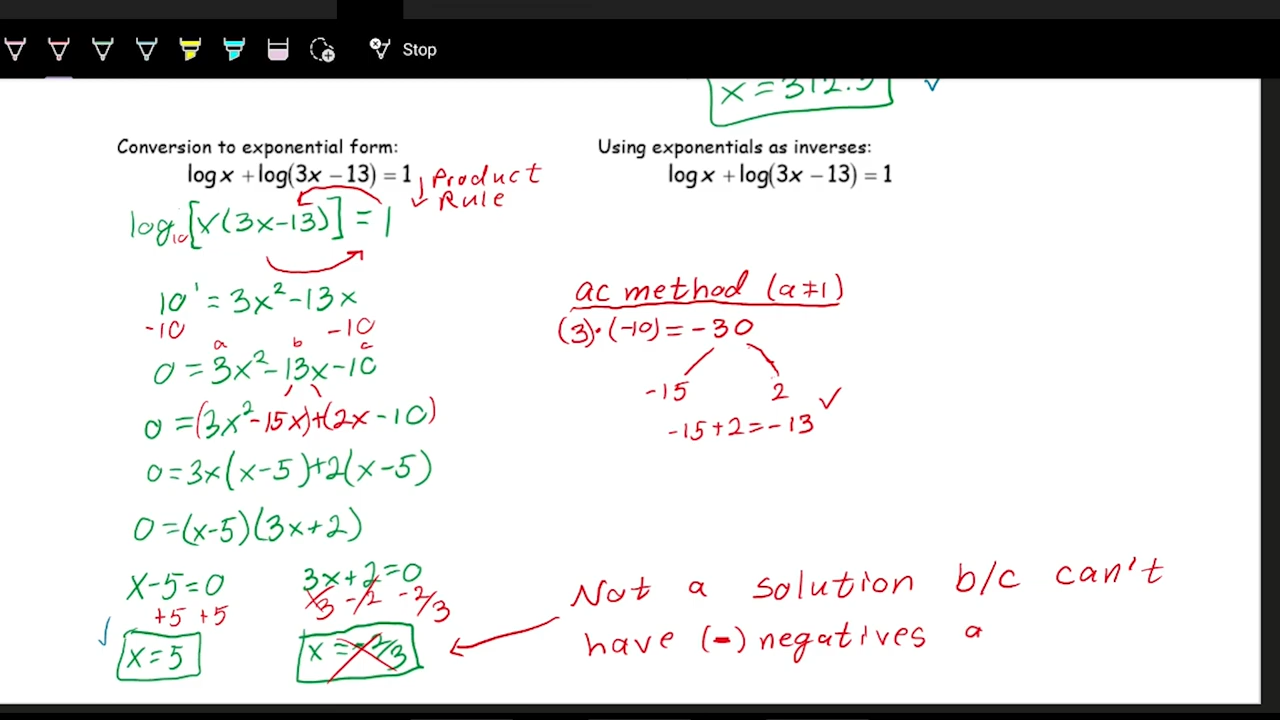 Stop
x = 312.5
Conversion to exponential form:
log x + log(3x − 13) = 1
Product
Rule
log₁₀[x(3x−13)] = 1
10¹ = 3x² −13x
-10 -10
a b c
0 = 3x² − 13x −10
0 = (3x² − 15x) + (2x − 10)
0 = 3x(x − 5) + 2(x − 5)
0 = (x−5)(3x + 2)
x − 5 = 0
+5 +5
x = 5
3x + 2 = 0
-2 -2/3
x = -2/3
Using exponentials as inverses:
log x + log(3x − 13) = 1
ac method (a≠1)
(3)·(-10) = -30
-15 2
-15 + 2 = -13
Not a solution b/c can't
have (-) negatives a